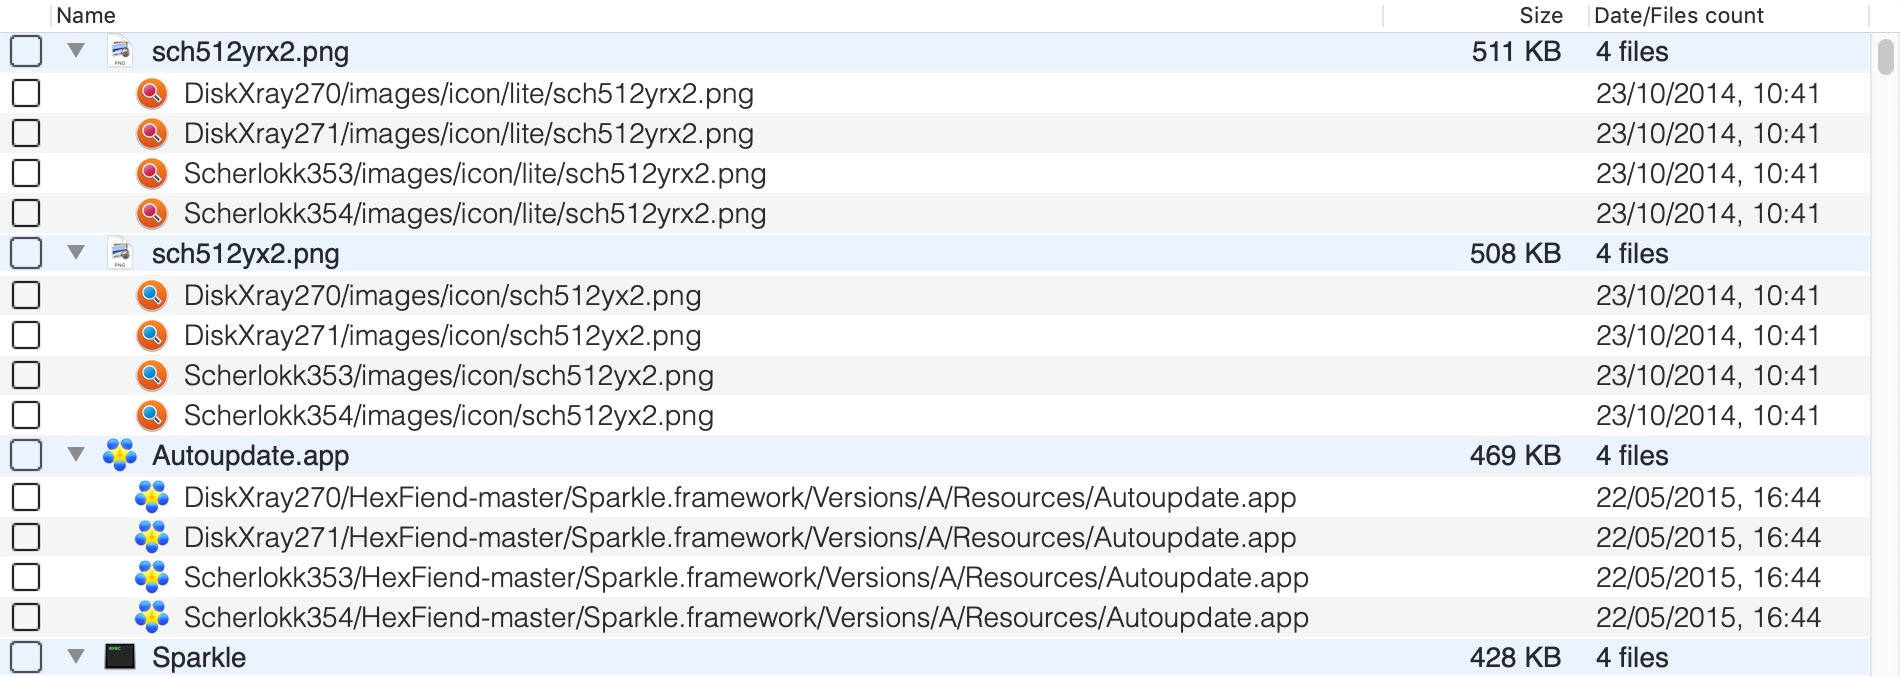 Name Size Date/Files count
sch512yrx2.png 511 KB 4 files
DiskXray270/images/icon/lite/sch512yrx2.png 23/10/2014, 10:41
DiskXray271/images/icon/lite/sch512yrx2.png 23/10/2014, 10:41
Scherlokk353/images/icon/lite/sch512yrx2.png 23/10/2014, 10:41
Scherlokk354/images/icon/lite/sch512yrx2.png 23/10/2014, 10:41
sch512yx2.png 508 KB 4 files
DiskXray270/images/icon/sch512yx2.png 23/10/2014, 10:41
DiskXray271/images/icon/sch512yx2.png 23/10/2014, 10:41
Scherlokk353/images/icon/sch512yx2.png 23/10/2014, 10:41
Scherlokk354/images/icon/sch512yx2.png 23/10/2014, 10:41
Autoupdate.app 469 KB 4 files
DiskXray270/HexFiend-master/Sparkle.framework/Versions/A/Resources/Autoupdate.app 22/05/2015, 16:44
DiskXray271/HexFiend-master/Sparkle.framework/Versions/A/Resources/Autoupdate.app 22/05/2015, 16:44
Scherlokk353/HexFiend-master/Sparkle.framework/Versions/A/Resources/Autoupdate.app 22/05/2015, 16:44
Scherlokk354/HexFiend-master/Sparkle.framework/Versions/A/Resources/Autoupdate.app 22/05/2015, 16:44
Sparkle 428 KB 4 files